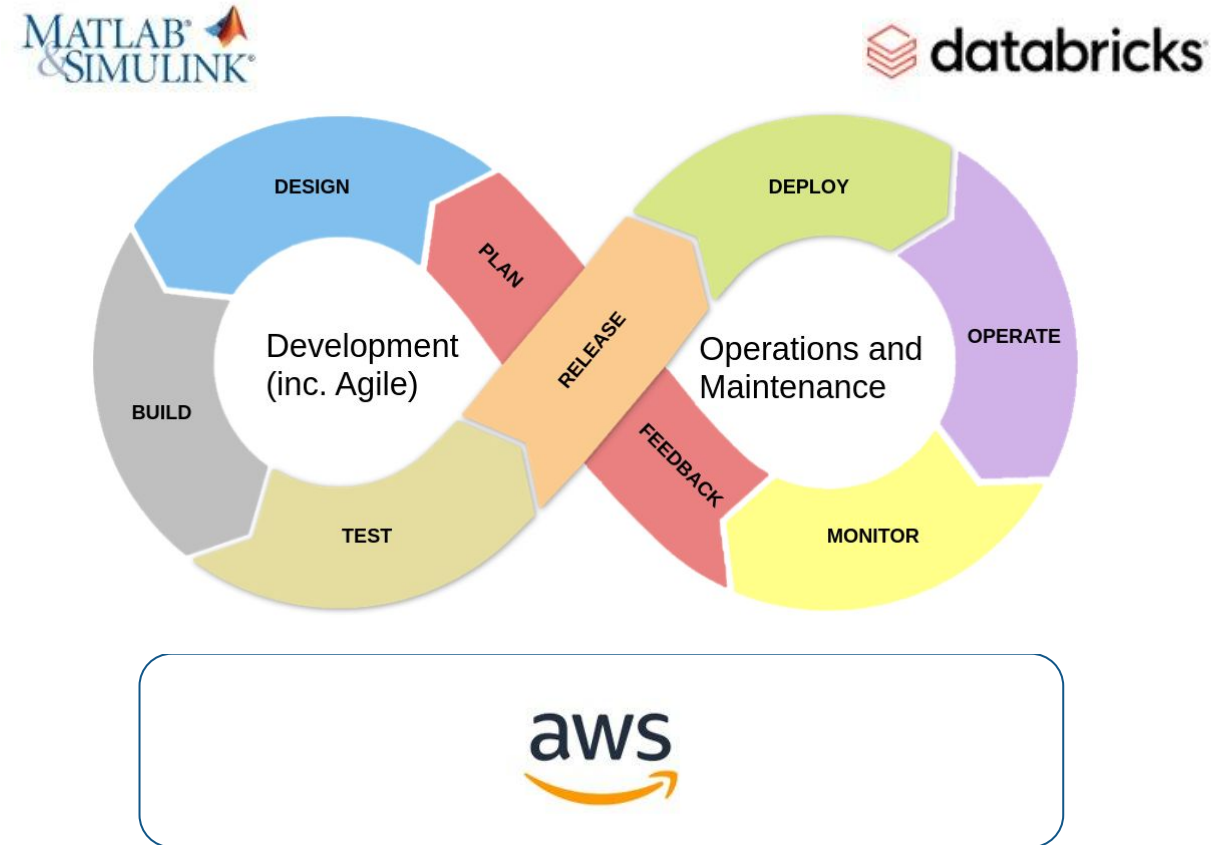 MATLAB®
&SIMULINK®
databricks
DESIGN
DEPLOY
PLAN
RELEASE
OPERATE
Development
(inc. Agile)
Operations and
Maintenance
BUILD
FEEDBACK
TEST
MONITOR
aws